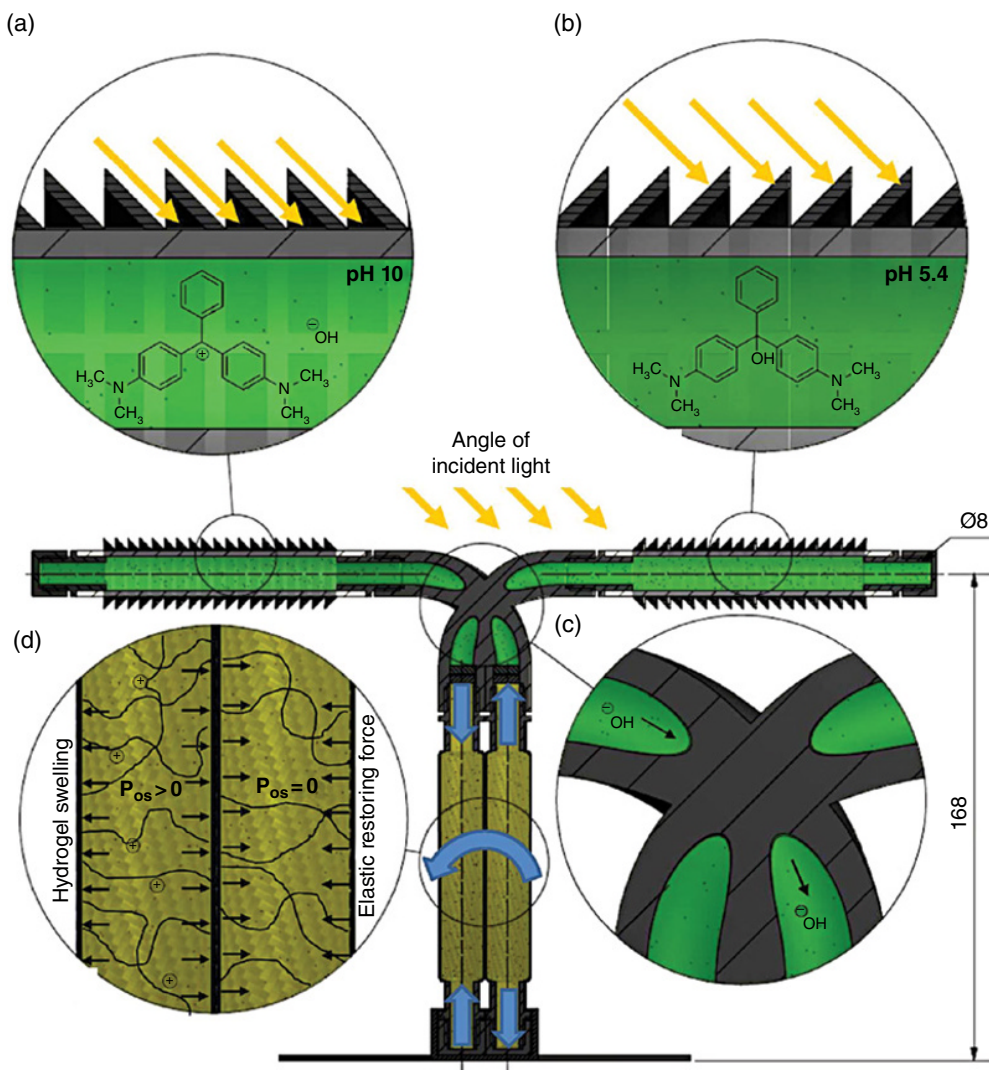 (a)
(b)
pH 10
⊖
OH
⊕
H₃C
N
CH₃
CH₃
N
CH₃
pH 5.4
OH
H₃C
N
CH₃
CH₃
N
CH₃
Angle of
incident light
Ø8
(d)
(c)
⊕
⊕
⊕
⊕
⊕
Hydrogel swelling
Pos > 0
Pos = 0
Elastic restoring force
⊖
OH
⊖
OH
168